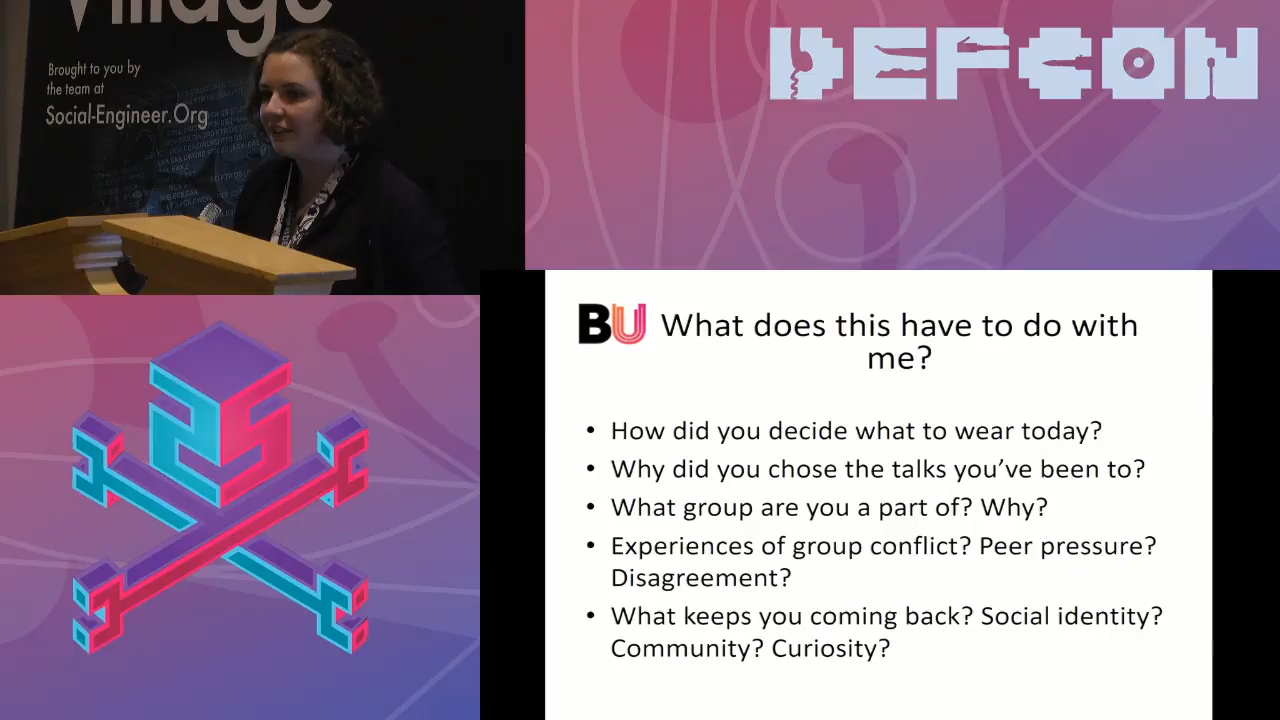 Village
Brought to you by
the team at
Social-Engineer.Org
DEFCON
BU What does this have to do with
me?
• How did you decide what to wear today?
• Why did you chose the talks you’ve been to?
• What group are you a part of? Why?
• Experiences of group conflict? Peer pressure?
Disagreement?
• What keeps you coming back? Social identity?
Community? Curiosity?